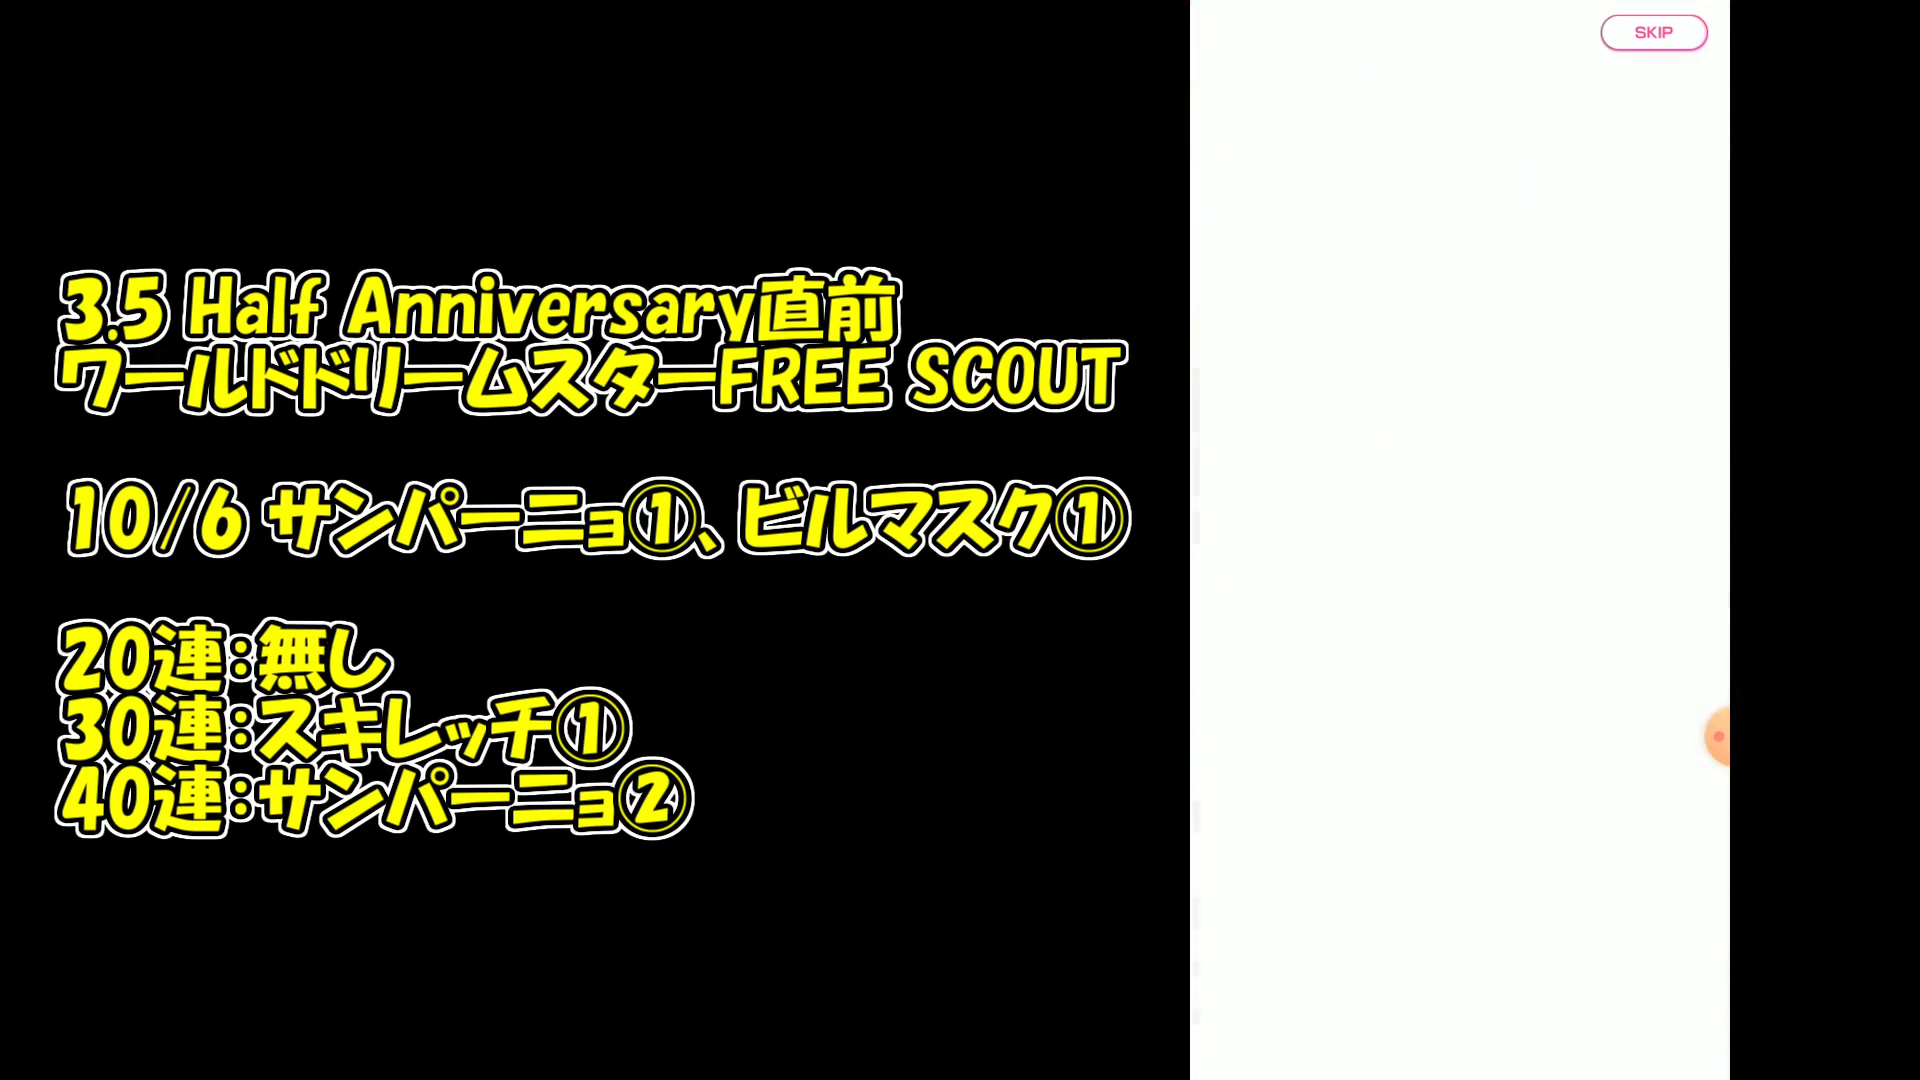 3.5 Half Anniversary直前
ワールドドリームスターFREE SCOUT
10/6 サンパーニョ①、ビルマスク①
20連:無し
30連:スキレッチ①
40連:サンパーニョ②
SKIP